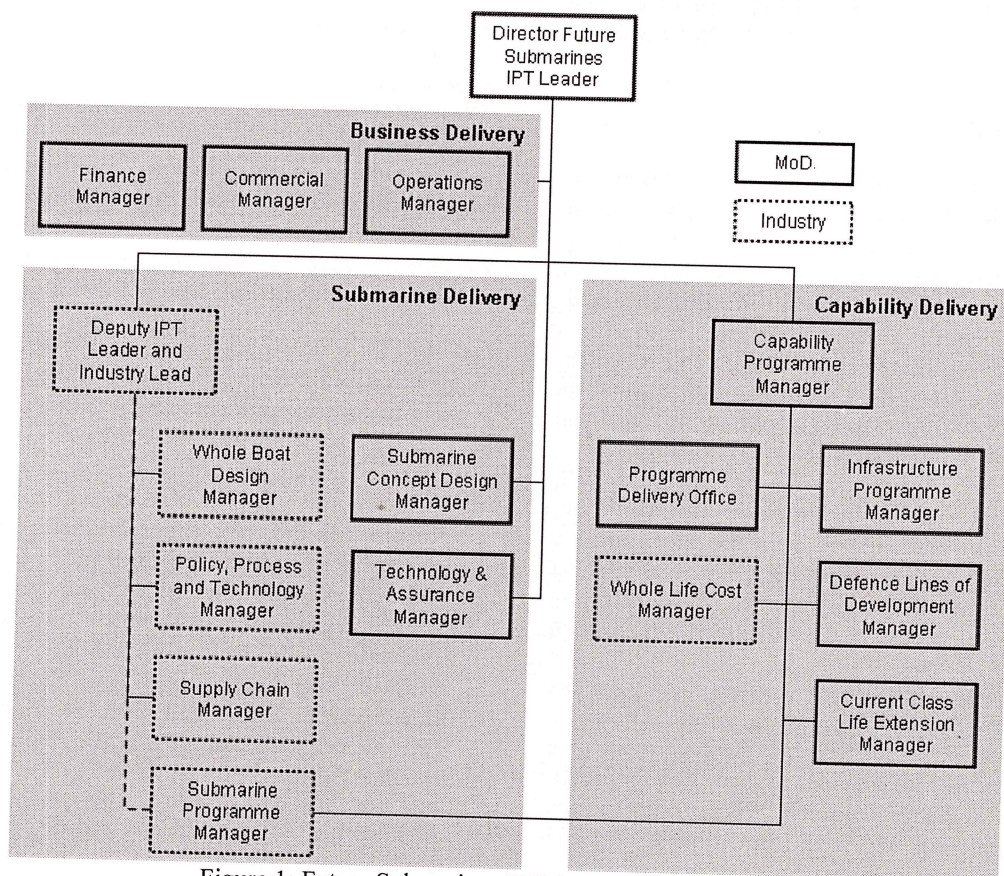 Director Future
Submarines
IPT Leader
Business Delivery
Finance
Manager
Commercial
Manager
Operations
Manager
MoD.
Industry
Submarine Delivery
Deputy IPT
Leader and
Industry Lead
Whole Boat
Design
Manager
Submarine
Concept Design
Manager
Policy, Process
and Technology
Manager
Technology &
Assurance
Manager
Supply Chain
Manager
Submarine
Programme
Manager
Capability Delivery
Capability
Programme
Manager
Programme
Delivery Office
Infrastructure
Programme
Manager
Whole Life Cost
Manager
Defence Lines of
Development
Manager
Current Class
Life Extension
Manager
Figure 1: Future